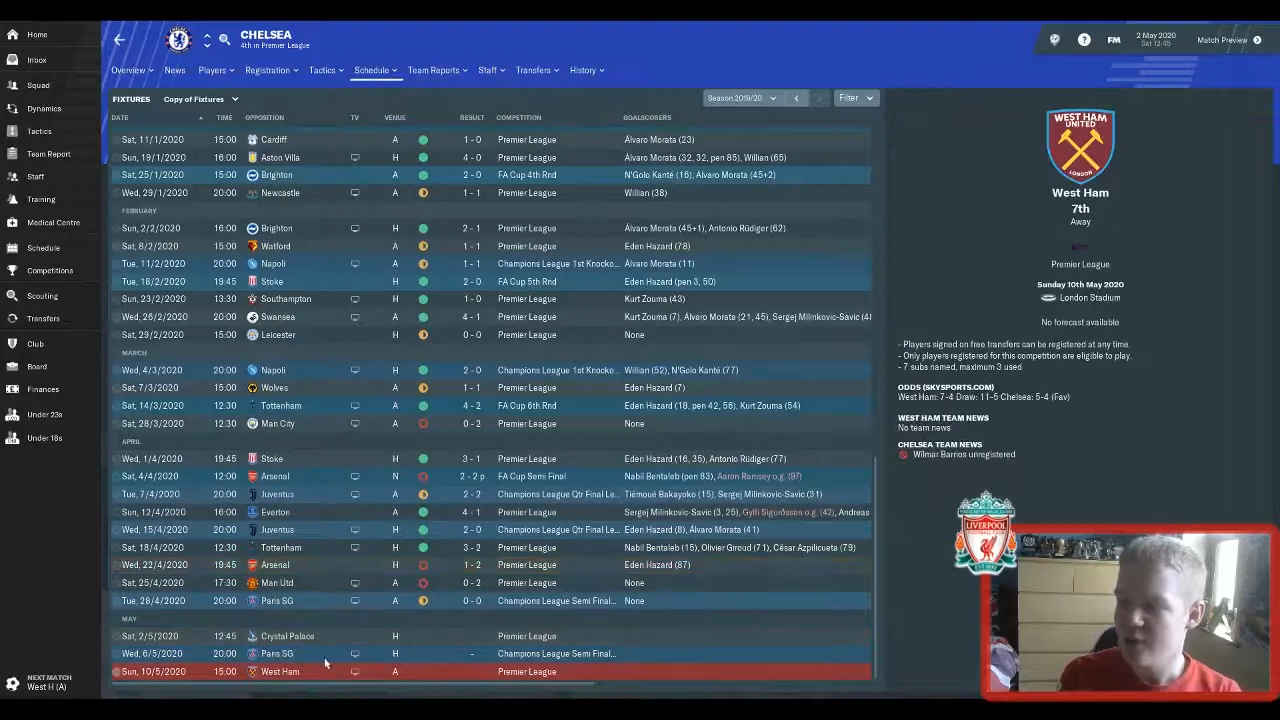 Home
CHELSEA
4th in Premier League
2 May 2020
Sat 12:45
FM
Match Preview
Inbox
Overview
News
Players
Registration
Tactics
Schedule
Team Reports
Staff
Transfers
History
Squad
Dynamics
Tactics
Team Report
Staff
Training
Medical Centre
Schedule
Competitions
Scouting
Transfers
Club
Board
Finances
Under 23s
Under 18s
NEXT MATCH
West H (A)
FIXTURES Copy of Fixtures
Season 2019/20
Filter
DATE TIME OPPOSITION TV VENUE RESULT COMPETITION GOALSCORERS
Sat, 11/1/2020 15:00 Cardiff A 1 - 0 Premier League Álvaro Morata (23)
Sun, 19/1/2020 16:00 Aston Villa H 4 - 0 Premier League Álvaro Morata (32, 32, pen 85), Willian (65)
Sat, 25/1/2020 15:00 Brighton H 2 - 0 FA Cup 4th Rnd N'Golo Kanté (16), Álvaro Morata (45+2)
Wed, 29/1/2020 20:00 Newcastle A 1 - 1 Premier League Willian (38)
FEBRUARY
Sun, 2/2/2020 16:00 Brighton H 2 - 1 Premier League Álvaro Morata (45+1), Antonio Rüdiger (62)
Sat, 8/2/2020 15:00 Watford A 1 - 1 Premier League Eden Hazard (78)
Tue, 11/2/2020 20:00 Napoli A 1 - 1 Champions League 1st Knocko... Álvaro Morata (11)
Tue, 18/2/2020 19:45 Stoke H 2 - 0 FA Cup 5th Rnd Eden Hazard (pen 3, 50)
Sun, 23/2/2020 13:30 Southampton H 1 - 0 Premier League Kurt Zouma (43)
Wed, 26/2/2020 20:00 Swansea A 4 - 1 Premier League Kurt Zouma (7), Álvaro Morata (21, 45), Sergej Milinkovic-Savic (4
Sat, 29/2/2020 15:00 Leicester H 0 - 0 Premier League None
MARCH
Wed, 4/3/2020 20:00 Napoli H 2 - 0 Champions League 1st Knocko... Willian (52), N'Golo Kanté (77)
Sat, 7/3/2020 15:00 Wolves A 1 - 1 Premier League Eden Hazard (7)
Sat, 14/3/2020 12:30 Tottenham A 4 - 2 FA Cup 6th Rnd Eden Hazard (18, pen 42, 56), Kurt Zouma (54)
Sat, 28/3/2020 12:30 Man City A 0 - 2 Premier League None
APRIL
Wed, 1/4/2020 19:45 Stoke H 3 - 1 Premier League Eden Hazard (16, 35), Antonio Rüdiger (77)
Sat, 4/4/2020 12:00 Arsenal N 2 - 2 p FA Cup Semi Final Nabil Bentaleb (pen 83), Aaron Ramsey o.g. (97)
Tue, 7/4/2020 20:00 Juventus A 2 - 2 Champions League Qtr Final Le... Tiémoué Bakayoko (15), Sergej Milinkovic-Savic (31)
Sun, 12/4/2020 16:00 Everton A 4 - 1 Premier League Sergej Milinkovic-Savic (3, 25), Gylfi Sigurðsson o.g. (42), Andreas
Wed, 15/4/2020 20:00 Juventus H 2 - 0 Champions League Qtr Final Le... Eden Hazard (8), Álvaro Morata (41)
Sat, 18/4/2020 12:30 Tottenham H 3 - 2 Premier League Nabil Bentaleb (15), Olivier Giroud (71), César Azpilicueta (79)
Wed, 22/4/2020 19:45 Arsenal H 1 - 2 Premier League Eden Hazard (87)
Sat, 25/4/2020 17:30 Man Utd A 0 - 2 Premier League None
Tue, 28/4/2020 20:00 Paris SG A 0 - 0 Champions League Semi Final... None
MAY
Sat, 2/5/2020 12:45 Crystal Palace H Premier League
Wed, 6/5/2020 20:00 Paris SG H - Champions League Semi Final...
Sun, 10/5/2020 15:00 West Ham A Premier League
WEST HAM
UNITED
LONDON
West Ham
7th
Away
Premier League
Sunday 10th May 2020
London Stadium
No forecast available
- Players signed on free transfers can be registered at any time.
- Only players registered for this competition are eligible to play.
- 7 subs named, maximum 3 used
ODDS (SKYSPORTS.COM)
West Ham: 7-4 Draw: 11-5 Chelsea: 5-4 (Fav)
WEST HAM TEAM NEWS
No team news
CHELSEA TEAM NEWS
Wílmar Barrios unregistered
LIVERPOOL
FOOTBALL CLUB
EST·1892